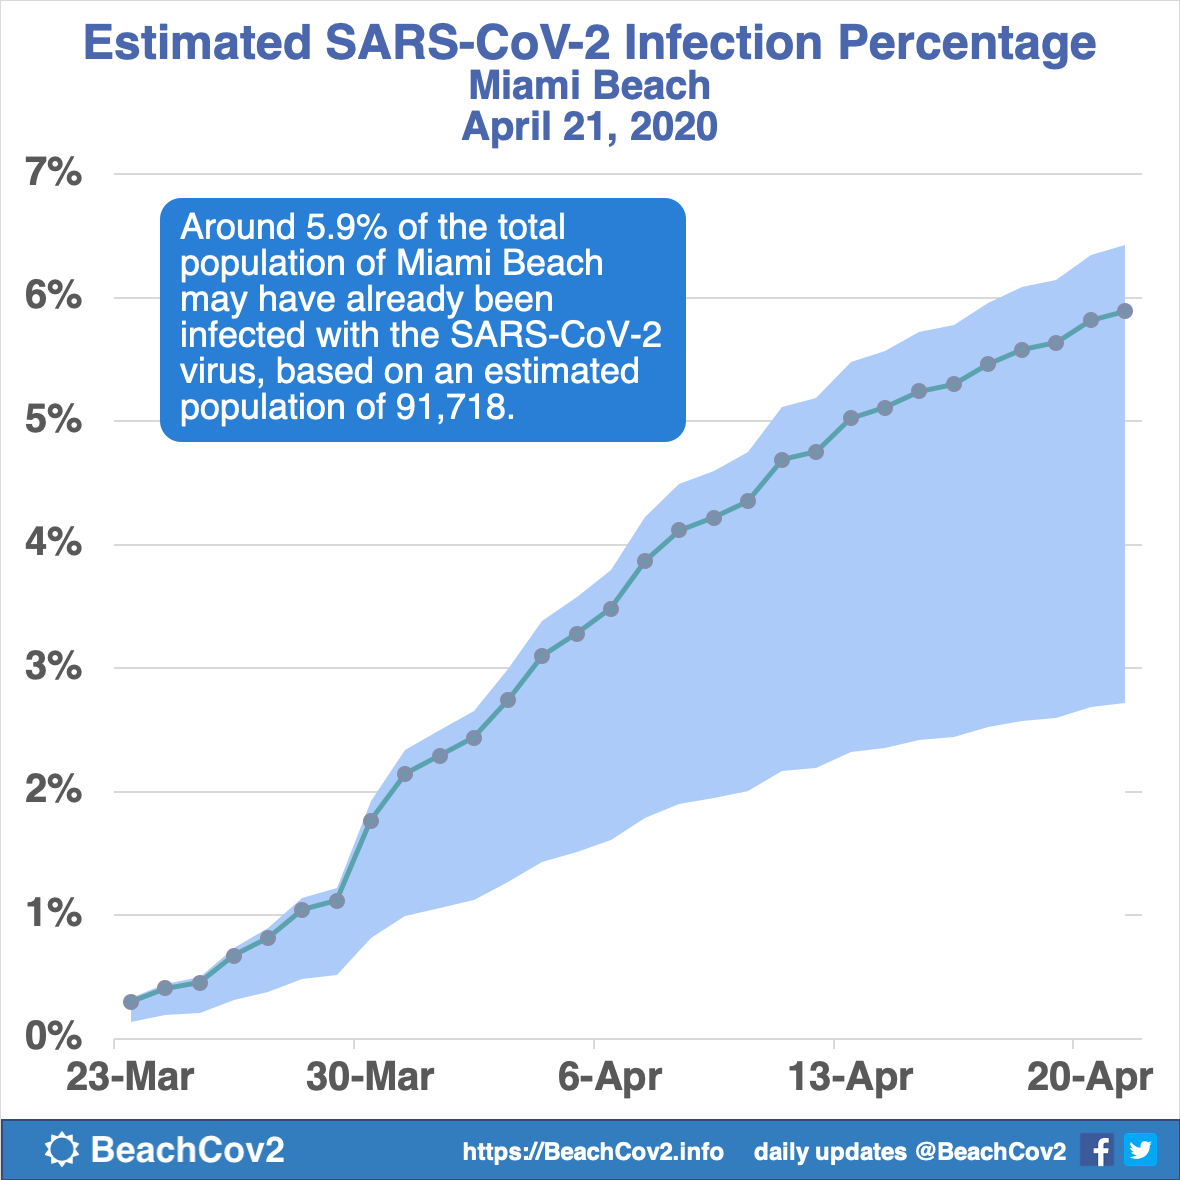 Estimated SARS-CoV-2 Infection Percentage
Miami Beach
April 21, 2020
7%
Around 5.9% of the total
population of Miami Beach
may have already been
infected with the SARS-CoV-2
virus, based on an estimated
population of 91,718.
6%
5%
4%
3%
2%
1%
0%
23-Mar 30-Mar 6-Apr 13-Apr 20-Apr
BeachCov2 https://BeachCov2.info daily updates @BeachCov2